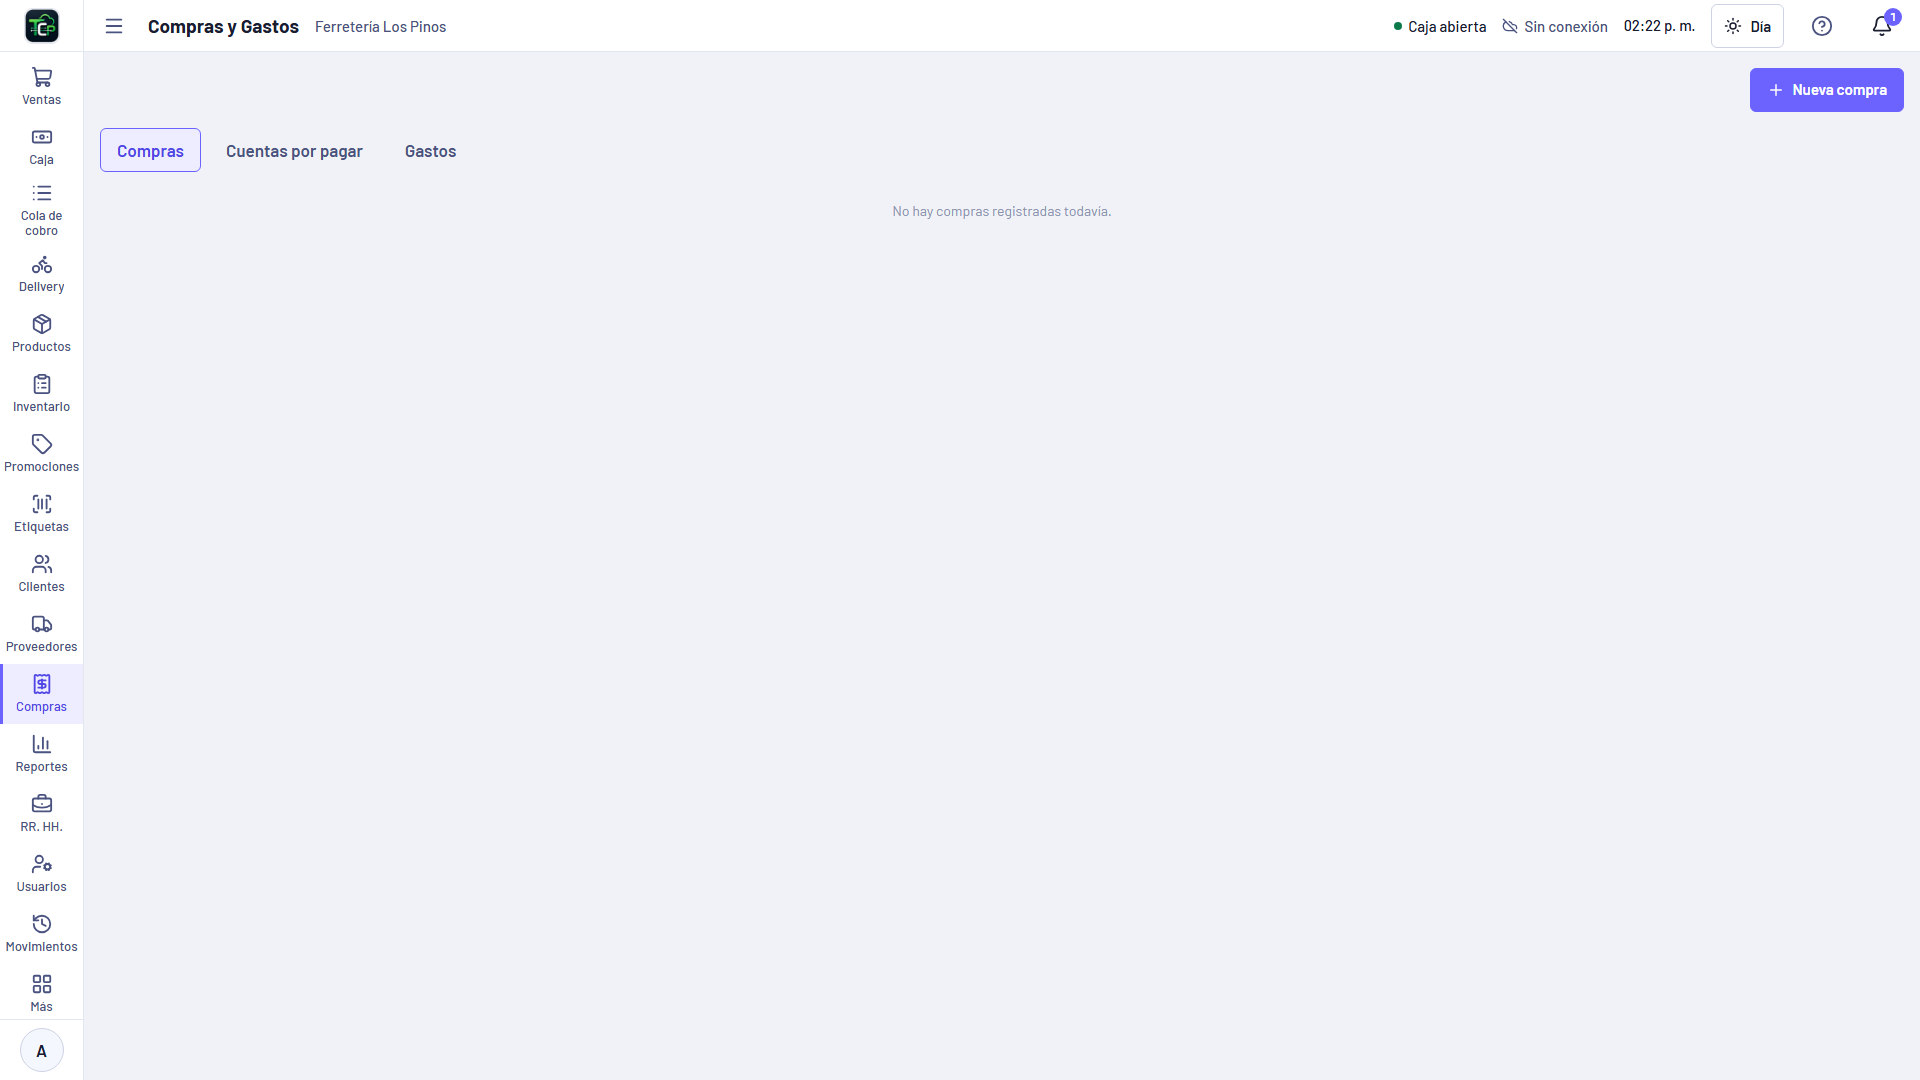 TCP
Compras y Gastos
Ferretería Los Pinos
Caja abierta
Sin conexión
02:22 p. m.
Día
1
Nueva compra
Compras
Cuentas por pagar
Gastos
No hay compras registradas todavía.
Ventas
Caja
Cola de
cobro
Delivery
Productos
Inventario
Promociones
Etiquetas
Clientes
Proveedores
Compras
Reportes
RR. HH.
Usuarios
Movimientos
Más
A